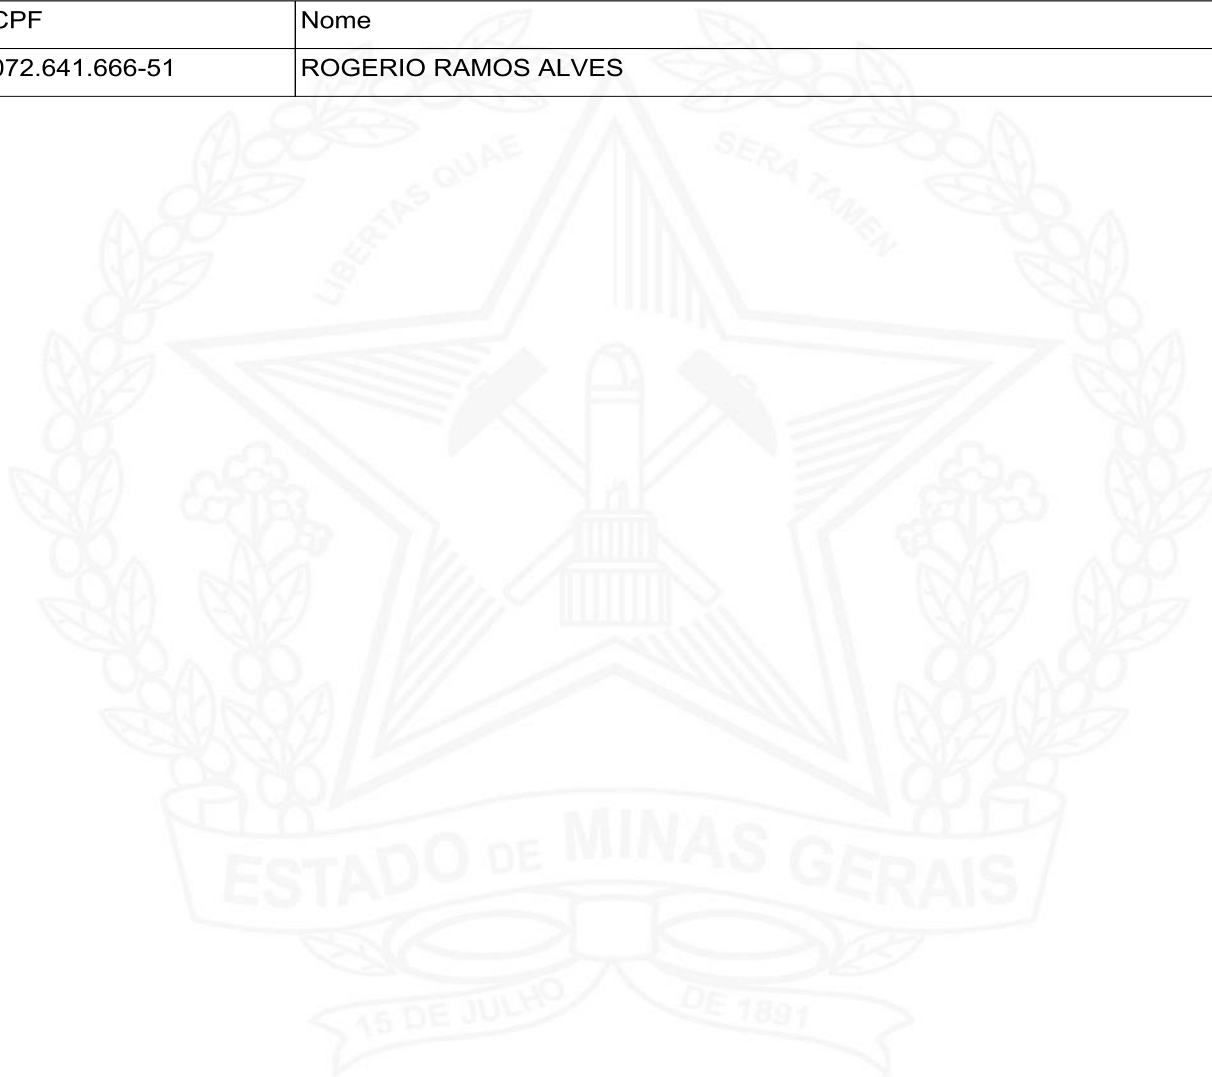 CPF Nome
072.641.666-51 ROGERIO RAMOS ALVES
LIBERTAS QUAE SERA TAMEN
ESTADO DE MINAS GERAIS
15 DE JULHO DE 1891